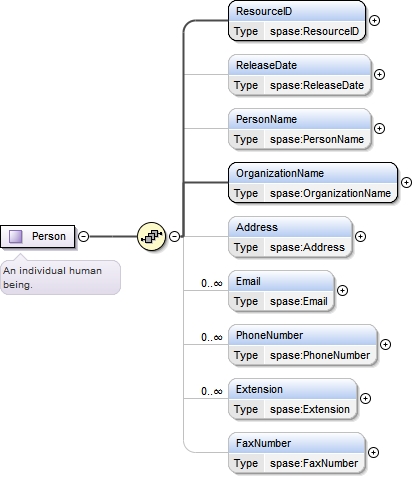 ResourceID
Type spase:ResourceID
ReleaseDate
Type spase:ReleaseDate
PersonName
Type spase:PersonName
OrganizationName
Type spase:OrganizationName
Person
An individual human
being.
Address
Type spase:Address
0..∞ Email
Type spase:Email
0..∞ PhoneNumber
Type spase:PhoneNumber
0..∞ Extension
Type spase:Extension
FaxNumber
Type spase:FaxNumber